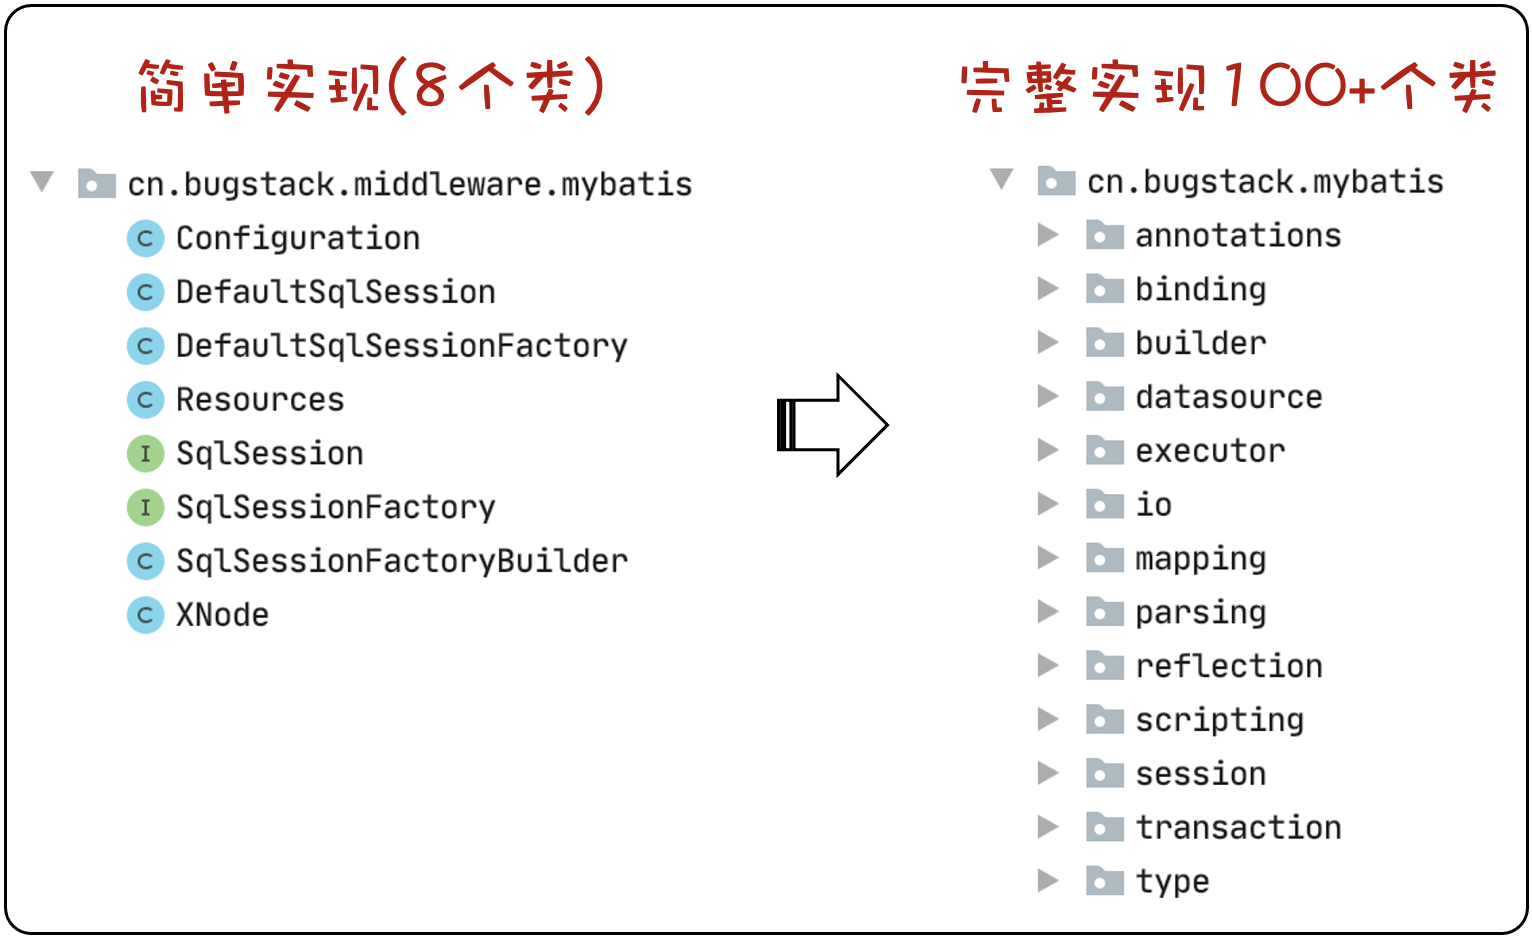 简单实现(8个类)
cn.bugstack.middleware.mybatis
C Configuration
C DefaultSqlSession
C DefaultSqlSessionFactory
C Resources
I SqlSession
I SqlSessionFactory
C SqlSessionFactoryBuilder
C XNode
完整实现100+个类
cn.bugstack.mybatis
annotations
binding
builder
datasource
executor
io
mapping
parsing
reflection
scripting
session
transaction
type